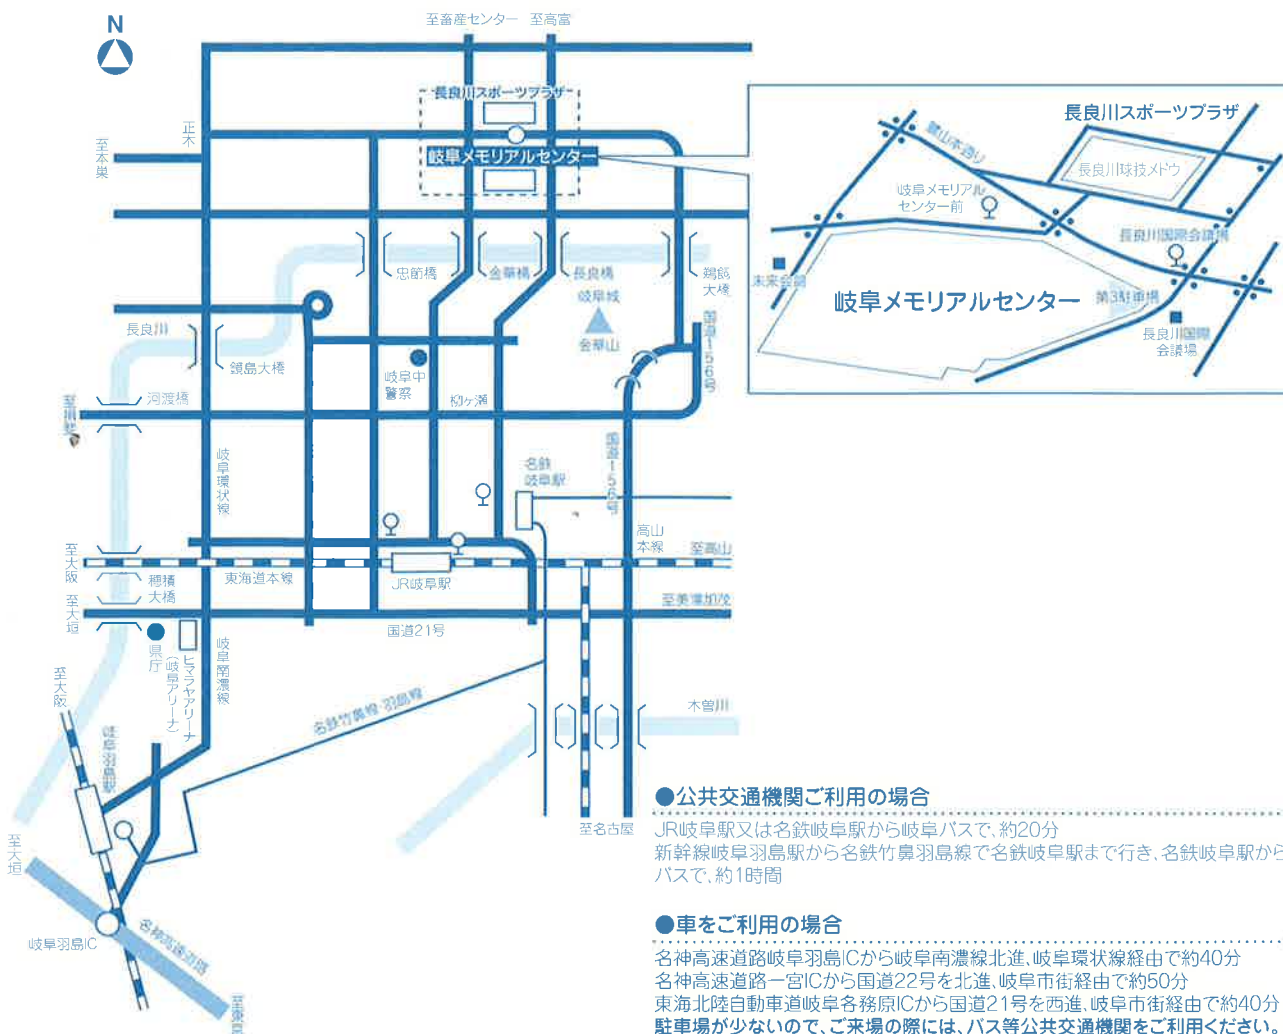 N
至畜産センター
至高富
長良川スポーツプラザ
岐阜メモリアルセンター
正木
至本巣
忠節橋
金華橋
長良橋
鵜飼
大橋
岐阜城
金華山
長良川
鏡島大橋
国道156号
岐阜中
警察
河渡橋
至揖斐
柳ヶ瀬
岐阜環状線
国道156号
名鉄
岐阜駅
高山
本線
至高山
至大阪
穂積
大橋
東海道本線
JR岐阜駅
至大垣
至美濃加茂
国道21号
県庁
ヒマラヤアリーナ
(岐阜アリーナ)
岐阜南濃線
至大阪
岐阜羽島駅
名鉄竹鼻線・羽島線
木曽川
至名古屋
至大垣
岐阜羽島IC
名神高速道路
至東京
長良川スポーツプラザ
鷺山本通り
長良川球技メドウ
岐阜メモリアル
センター前
長良川国際会議場
未来会館
岐阜メモリアルセンター
第3駐車場
長良川国際
会議場
●公共交通機関ご利用の場合
JR岐阜駅又は名鉄岐阜駅から岐阜バスで、約20分
新幹線岐阜羽島駅から名鉄竹鼻羽島線で名鉄岐阜駅まで行き、名鉄岐阜駅から
バスで、約1時間
●車をご利用の場合
名神高速道路岐阜羽島ICから岐阜南濃線北進、岐阜環状線経由で約40分
名神高速道路一宮ICから国道22号を北進、岐阜市街経由で約50分
東海北陸自動車道岐阜各務原ICから国道21号を西進、岐阜市街経由で約40分
駐車場が少ないので、ご来場の際には、バス等公共交通機関をご利用ください。